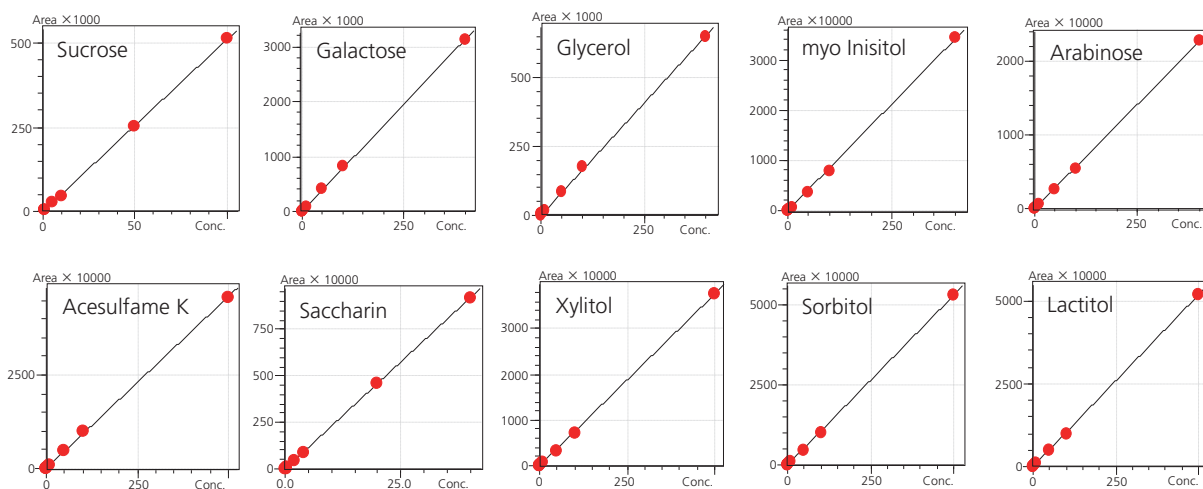 Area × 1000
Sucrose
500
250
0
0 50 Conc.
Area × 1000
Galactose
3000
2000
1000
0
0 250 Conc.
Area × 1000
Glycerol
500
250
0
0 250 Conc.
Area × 10000
myo Inisitol
3000
2000
1000
0
0 250 Conc.
Area × 10000
Arabinose
2000
1000
0
0 250 Conc.
Area × 10000
Acesulfame K
2500
0
0 250 Conc.
Area × 10000
Saccharin
750
500
250
0
0.0 25.0 Conc.
Area × 10000
Xylitol
3000
2000
1000
0
0 250 Conc.
Area × 10000
Sorbitol
5000
2500
0
0 250 Conc.
Area × 10000
Lactitol
5000
2500
0
0 250 Conc.